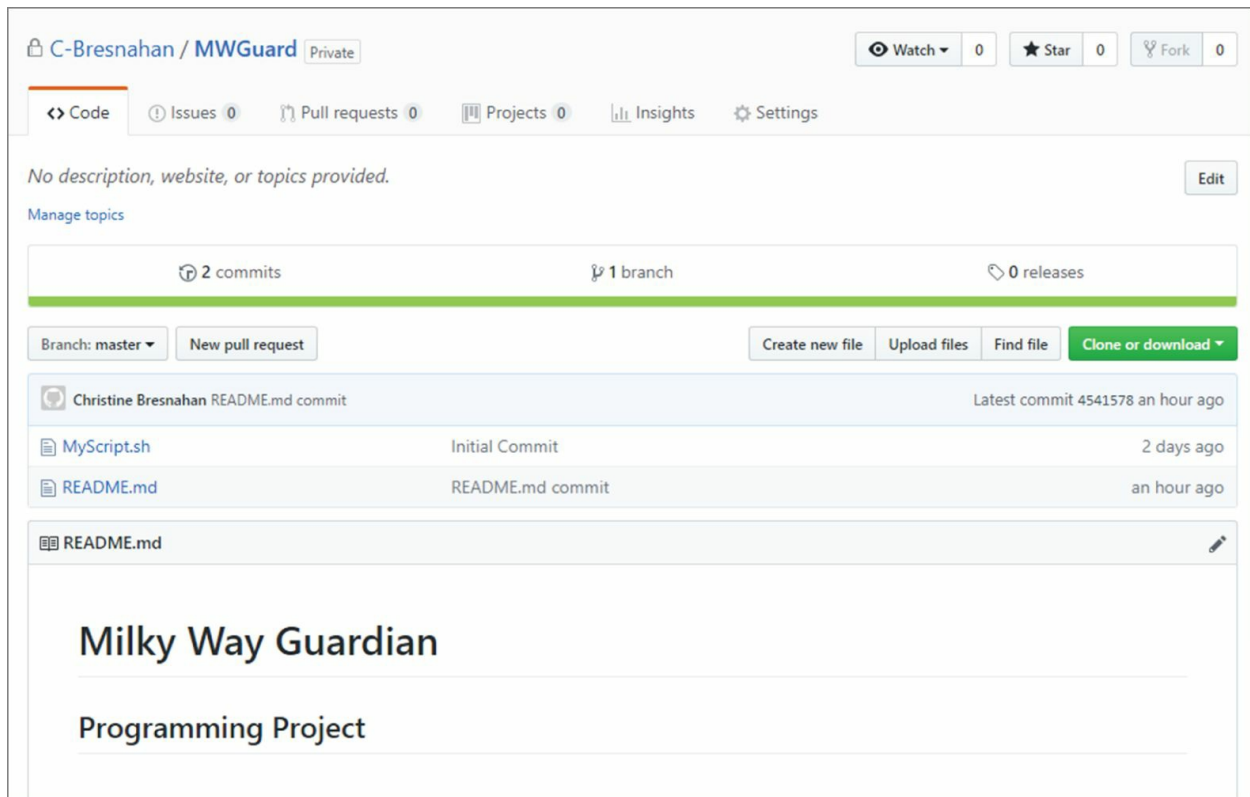 C-Bresnahan / MWGuard Private Watch 0 Star 0 Fork 0
Code Issues 0 Pull requests 0 Projects 0 Insights Settings
No description, website, or topics provided. Edit
Manage topics
2 commits 1 branch 0 releases
Branch: master New pull request Create new file Upload files Find file Clone or download
Christine Bresnahan README.md commit Latest commit 4541578 an hour ago
MyScript.sh Initial Commit 2 days ago
README.md README.md commit an hour ago
README.md
Milky Way Guardian
Programming Project